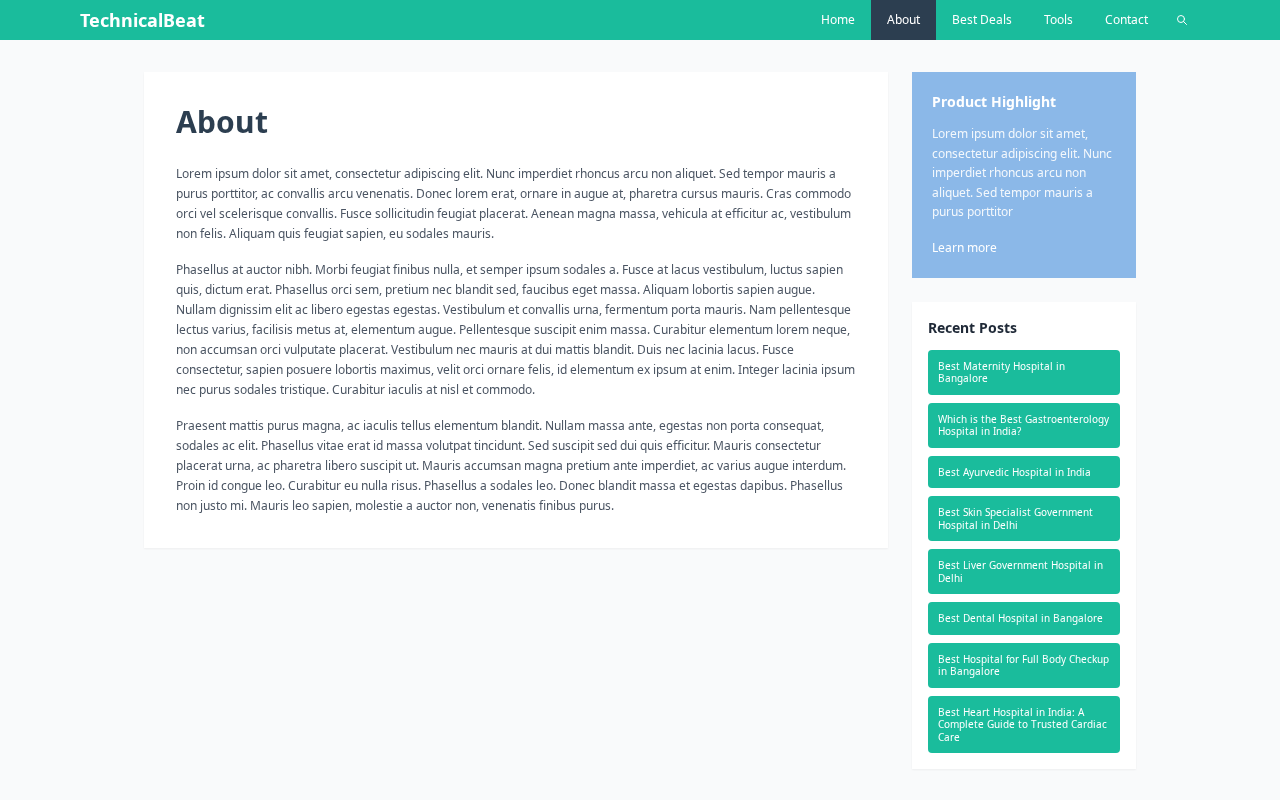 TechnicalBeat
Home
About
Best Deals
Tools
Contact
About
Lorem ipsum dolor sit amet, consectetur adipiscing elit. Nunc imperdiet rhoncus arcu non aliquet. Sed tempor mauris a
purus porttitor, ac convallis arcu venenatis. Donec lorem erat, ornare in augue at, pharetra cursus mauris. Cras commodo
orci vel scelerisque convallis. Fusce sollicitudin feugiat placerat. Aenean magna massa, vehicula at efficitur ac, vestibulum
non felis. Aliquam quis feugiat sapien, eu sodales mauris.
Phasellus at auctor nibh. Morbi feugiat finibus nulla, et semper ipsum sodales a. Fusce at lacus vestibulum, luctus sapien
quis, dictum erat. Phasellus orci sem, pretium nec blandit sed, faucibus eget massa. Aliquam lobortis sapien augue.
Nullam dignissim elit ac libero egestas egestas. Vestibulum et convallis urna, fermentum porta mauris. Nam pellentesque
lectus varius, facilisis metus at, elementum augue. Pellentesque suscipit enim massa. Curabitur elementum lorem neque,
non accumsan orci vulputate placerat. Vestibulum nec mauris at dui mattis blandit. Duis nec lacinia lacus. Fusce
consectetur, sapien posuere lobortis maximus, velit orci ornare felis, id elementum ex ipsum at enim. Integer lacinia ipsum
nec purus sodales tristique. Curabitur iaculis at nisl et commodo.
Praesent mattis purus magna, ac iaculis tellus elementum blandit. Nullam massa ante, egestas non porta consequat,
sodales ac elit. Phasellus vitae erat id massa volutpat tincidunt. Sed suscipit sed dui quis efficitur. Mauris consectetur
placerat urna, ac pharetra libero suscipit ut. Mauris accumsan magna pretium ante imperdiet, ac varius augue interdum.
Proin id congue leo. Curabitur eu nulla risus. Phasellus a sodales leo. Donec blandit massa et egestas dapibus. Phasellus
non justo mi. Mauris leo sapien, molestie a auctor non, venenatis finibus purus.
Product Highlight
Lorem ipsum dolor sit amet,
consectetur adipiscing elit. Nunc
imperdiet rhoncus arcu non
aliquet. Sed tempor mauris a
purus porttitor
Learn more
Recent Posts
Best Maternity Hospital in
Bangalore
Which is the Best Gastroenterology
Hospital in India?
Best Ayurvedic Hospital in India
Best Skin Specialist Government
Hospital in Delhi
Best Liver Government Hospital in
Delhi
Best Dental Hospital in Bangalore
Best Hospital for Full Body Checkup
in Bangalore
Best Heart Hospital in India: A
Complete Guide to Trusted Cardiac
Care